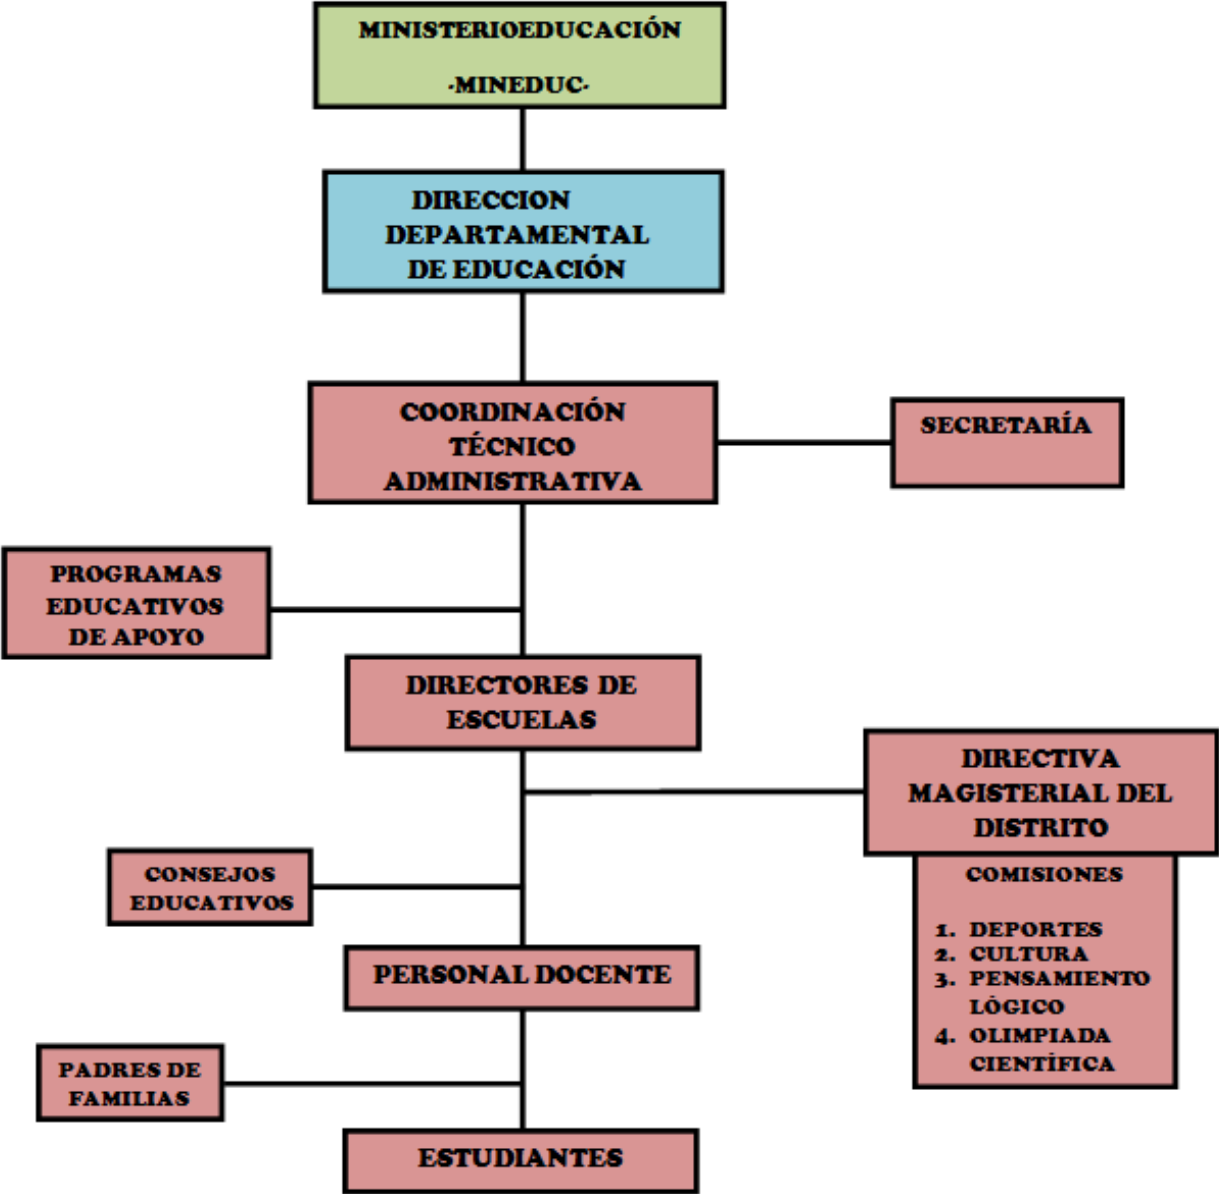 MINISTERIOEDUCACIÓN
-MINEDUC-
DIRECCION
DEPARTAMENTAL
DE EDUCACIÓN
COORDINACIÓN
TÉCNICO
ADMINISTRATIVA
SECRETARÍA
PROGRAMAS
EDUCATIVOS
DE APOYO
DIRECTORES DE
ESCUELAS
DIRECTIVA
MAGISTERIAL DEL
DISTRITO
COMISIONES
1. DEPORTES
2. CULTURA
3. PENSAMIENTO
LÓGICO
4. OLIMPIADA
CIENTÍFICA
CONSEJOS
EDUCATIVOS
PERSONAL DOCENTE
PADRES DE
FAMILIAS
ESTUDIANTES